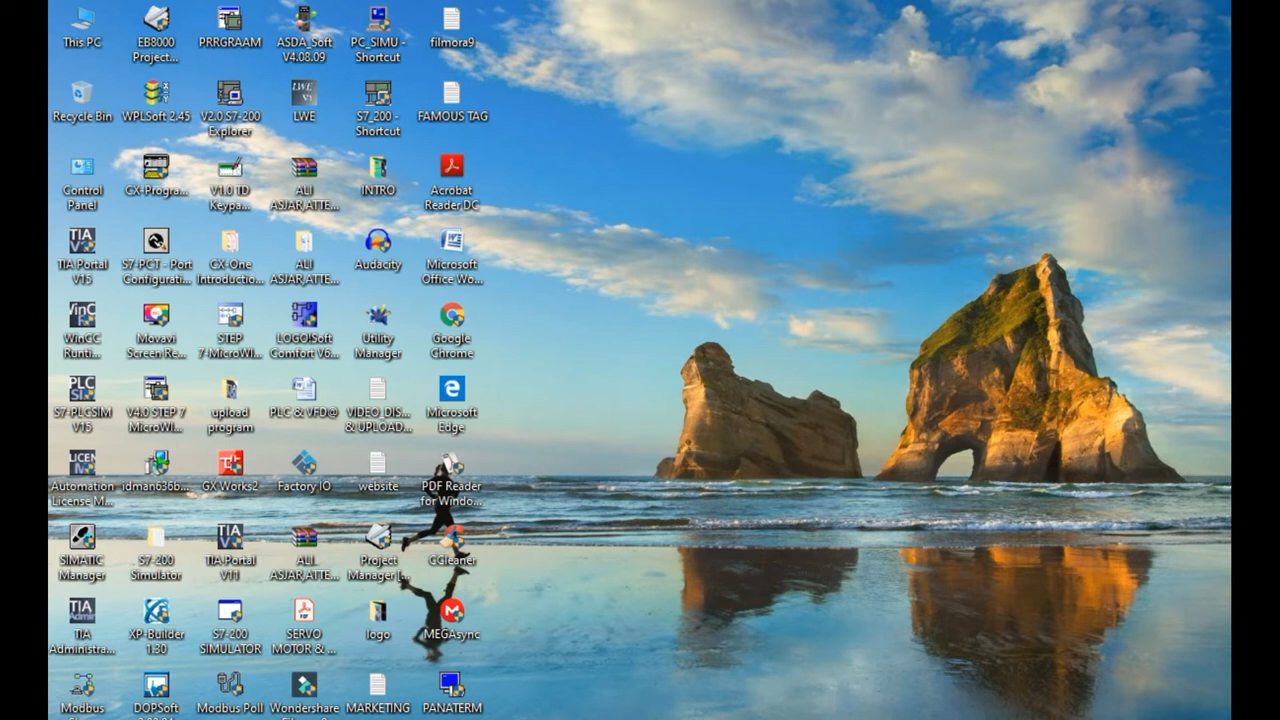 This PC
EB8000
Project...
PRRGRAAM
ASDA_Soft
V4.08.09
PC_SIMU -
Shortcut
filmora9
Recycle Bin
WPLSoft 2.45
V2.0 S7-200
Explorer
LWE
S7_200 -
Shortcut
FAMOUS TAG
Control
Panel
CX-Progra...
V1.0 TD
Keypa...
ALI
ASJAR,ATTE...
INTRO
Acrobat
Reader DC
TIA Portal
V15
S7-PCT - Port
Configurati...
CX-One
Introductio...
ALI
ASJAR,ATTE...
Audacity
Microsoft
Office Wo...
WinCC
Runti...
Movavi
Screen Re...
STEP
7-MicroWI...
LOGO!Soft
Comfort V6...
Utility
Manager
Google
Chrome
S7-PLCSIM
V15
V4.0 STEP 7
MicroWI...
upload
program
PLC & VFD@
VIDEO_DIS...
& UPLOAD...
Microsoft
Edge
Automation
License M...
idman636b...
GX Works2
Factory IO
website
PDF Reader
for Windo...
SIMATIC
Manager
S7-200
Simulator
TIA Portal
V11
ALI
ASJAR,ATTE...
Project
Manager [...
CCleaner
TIA
Administra...
XP-Builder
1.30
S7-200
SIMULATOR
SERVO
MOTOR & ...
logo
MEGAsync
Modbus
DOPSoft
Modbus Poll
Wondershare
MARKETING
PANATERM